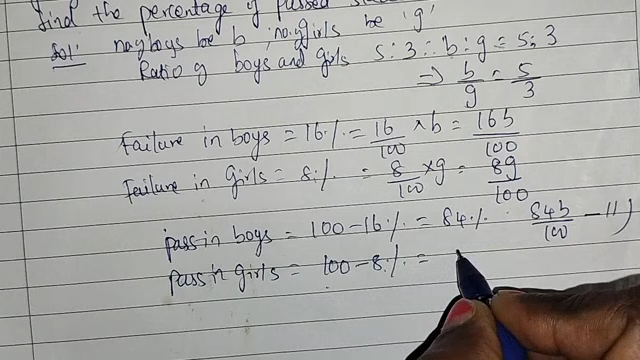 find the percentage of passed
Sol: no of boys be b , no of girls be 'g'
Ratio of boys and girls 5:3 ∴ b:g = 5:3
⇒ b/g = 5/3
Failure in boys = 16% = 16/100 × b = 16b/100
Failure in girls = 8% = 8/100 × g = 8g/100
pass in boys = 100 - 16% = 84% 84b/100
pass in girls = 100 - 8% =